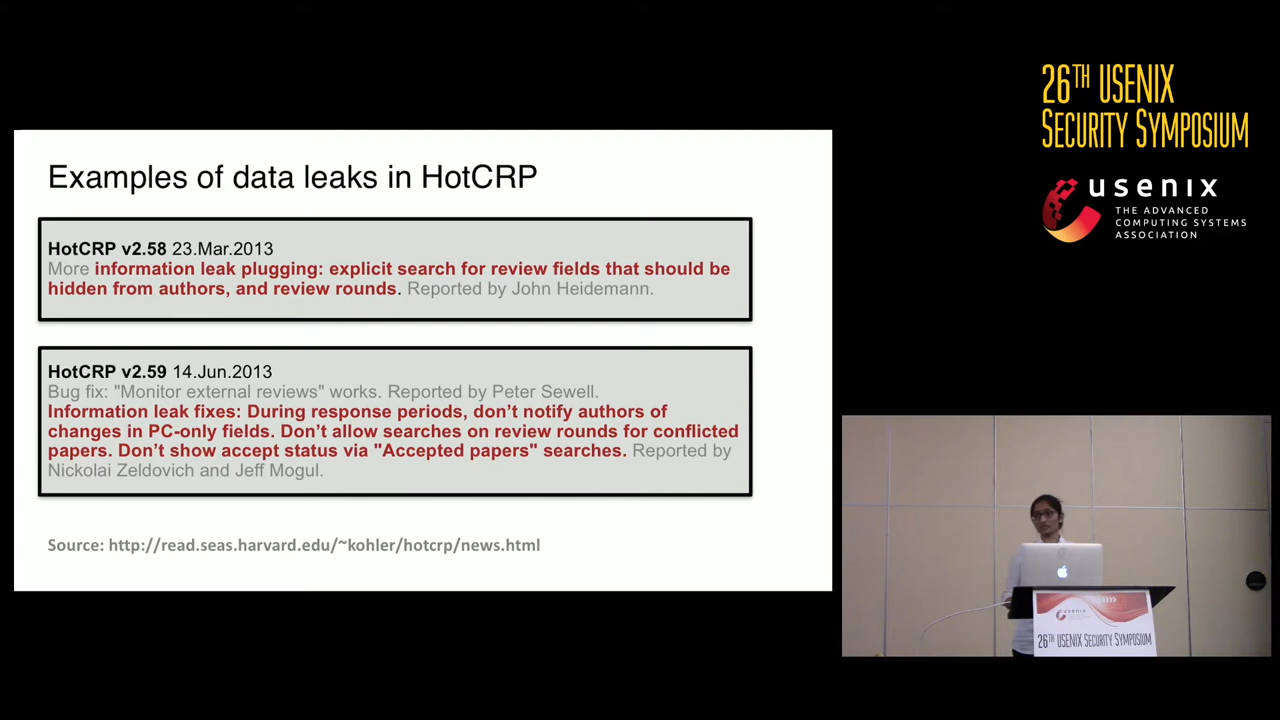 Examples of data leaks in HotCRP
HotCRP v2.58 23.Mar.2013
More information leak plugging: explicit search for review fields that should be
hidden from authors, and review rounds. Reported by John Heidemann.
HotCRP v2.59 14.Jun.2013
Bug fix: "Monitor external reviews" works. Reported by Peter Sewell.
Information leak fixes: During response periods, don’t notify authors of
changes in PC-only fields. Don’t allow searches on review rounds for conflicted
papers. Don’t show accept status via "Accepted papers" searches. Reported by
Nickolai Zeldovich and Jeff Mogul.
Source: http://read.seas.harvard.edu/~kohler/hotcrp/news.html
26TH USENIX
SECURITY SYMPOSIUM
usenix
THE ADVANCED
COMPUTING SYSTEMS
ASSOCIATION
usenix
26TH USENIX SECURITY SYMPOSIUM